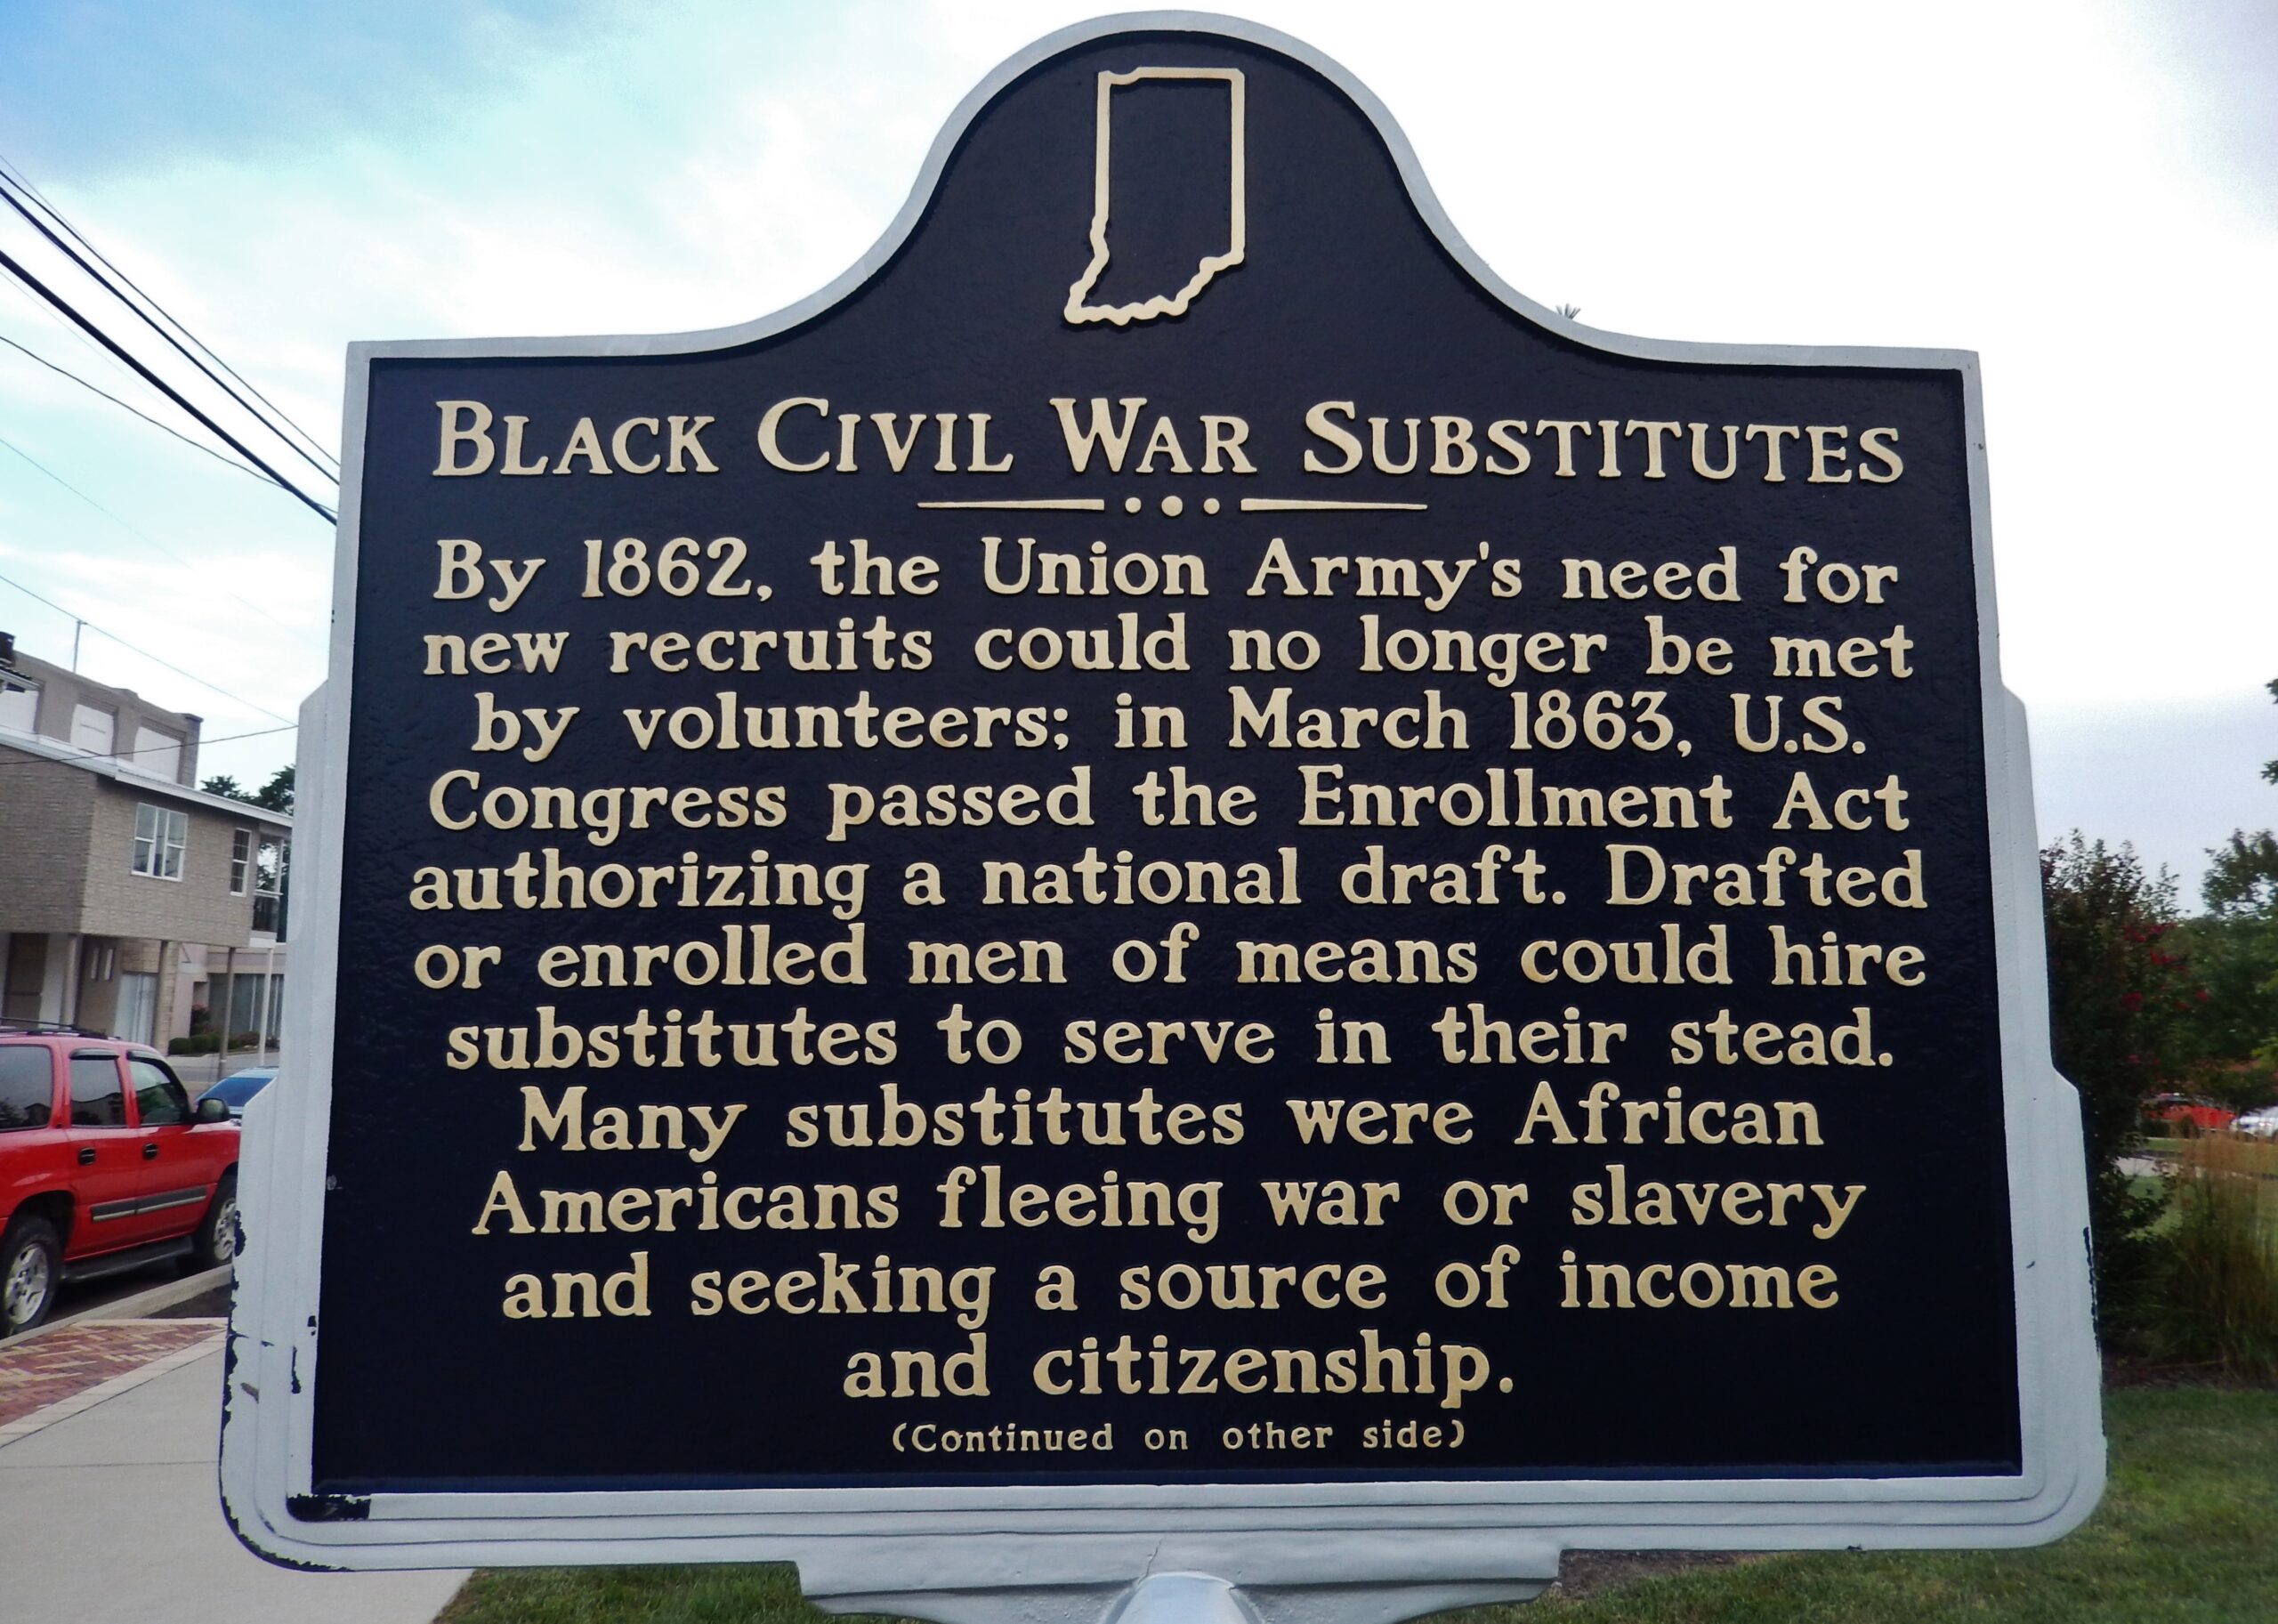 BLACK CIVIL WAR SUBSTITUTES
By 1862, the Union Army's need for
new recruits could no longer be met
by volunteers; in March 1863, U.S.
Congress passed the Enrollment Act
authorizing a national draft. Drafted
or enrolled men of means could hire
substitutes to serve in their stead.
Many substitutes were African
Americans fleeing war or slavery
and seeking a source of income
and citizenship.
(Continued on other side)